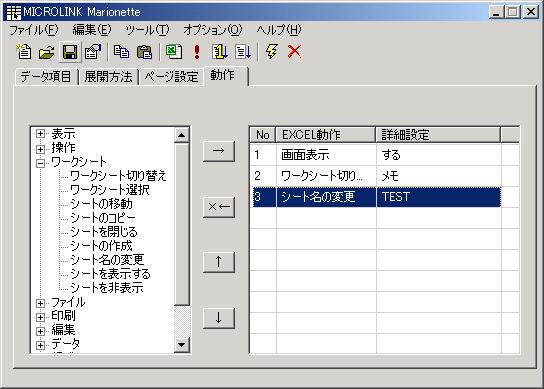 MICROLINK Marionette
ファイル(F) 編集(E) ツール(T) オプション(O) ヘルプ(H)
データ項目 展開方法 ページ設定 動作
表示
操作
ワークシート
ワークシート切り替え
ワークシート選択
シートの移動
シートのコピー
シートを閉じる
シートの作成
シート名の変更
シートを表示する
シートを非表示
ファイル
印刷
編集
データ
→
×←
↑
↓
No EXCEL動作 詳細設定
1 画面表示 する
2 ワークシート切り... メモ
3 シート名の変更 TEST